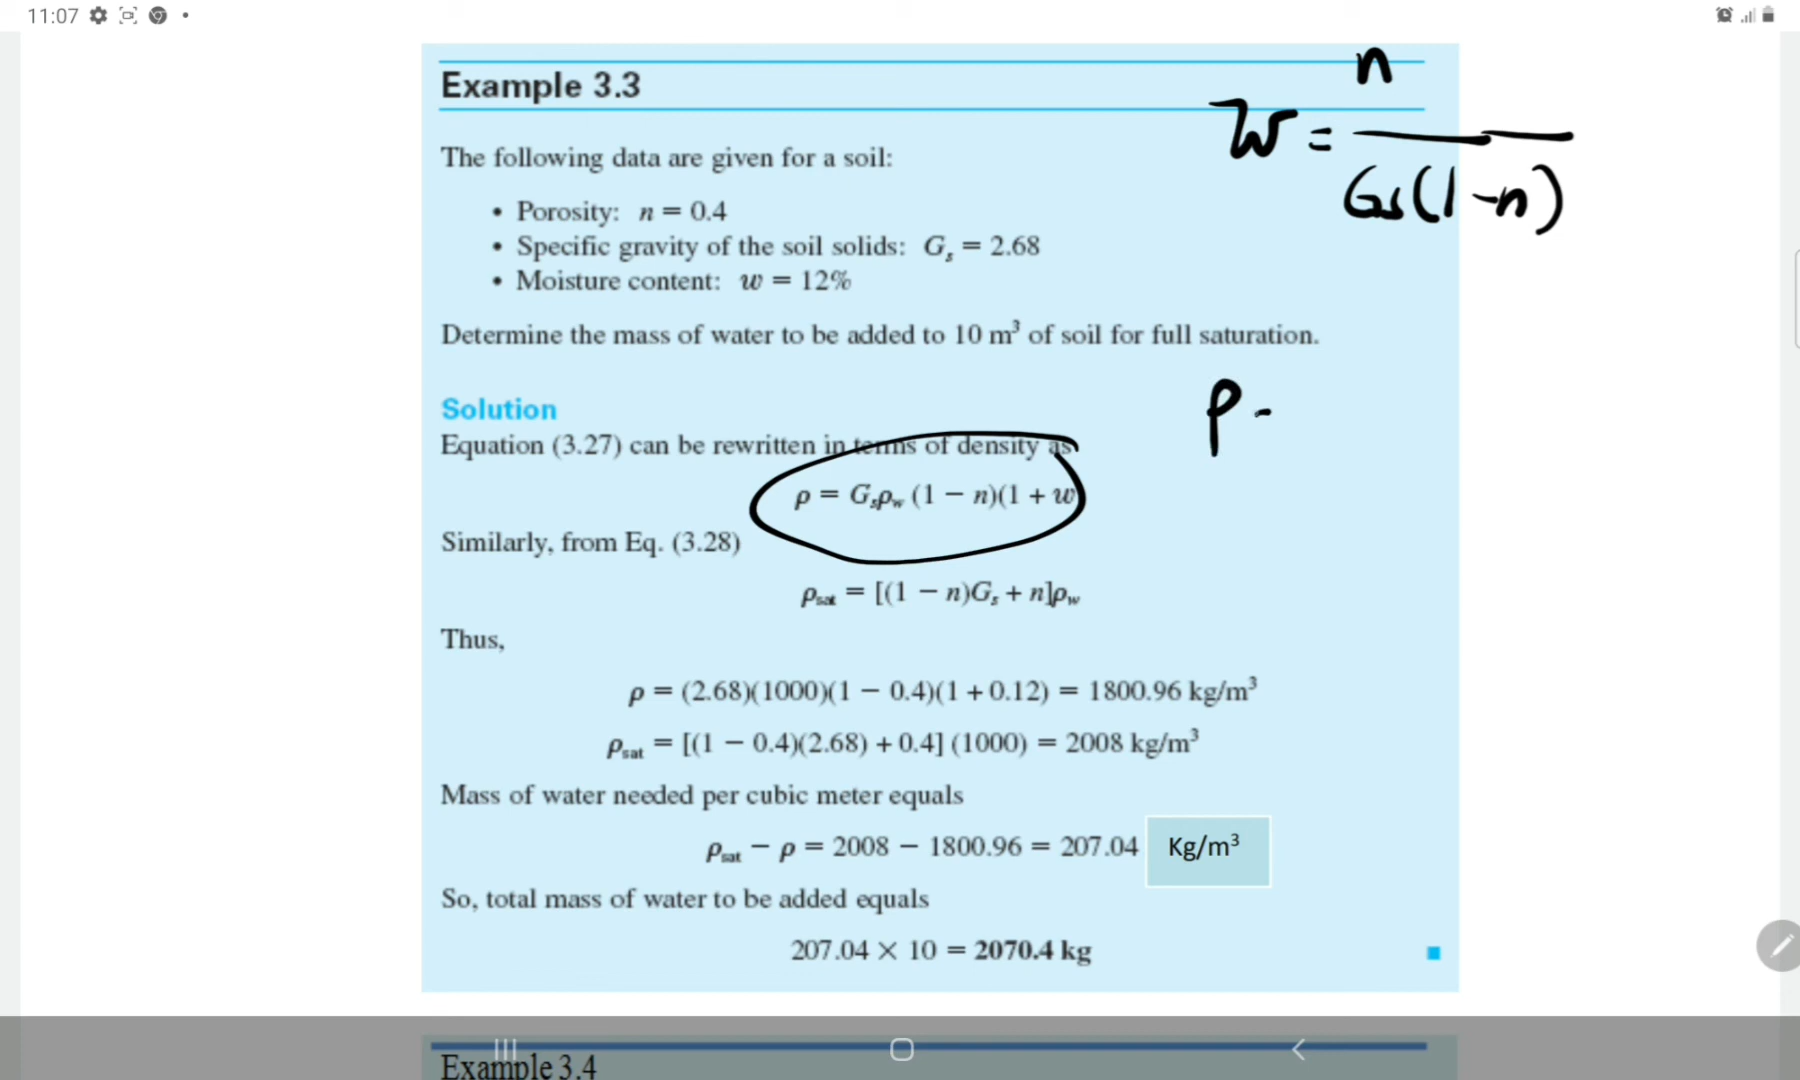 11:07
Example 3.3
n
W =
Gs(1-n)
The following data are given for a soil:
• Porosity: n = 0.4
• Specific gravity of the soil solids: Gs = 2.68
• Moisture content: w = 12%
Determine the mass of water to be added to 10 m³ of soil for full saturation.
ρ -
Solution
Equation (3.27) can be rewritten in terms of density as
ρ = Gsρw (1 − n)(1 + w
Similarly, from Eq. (3.28)
ρsat = [(1 − n)Gs + n]ρw
Thus,
ρ = (2.68)(1000)(1 − 0.4)(1 + 0.12) = 1800.96 kg/m³
ρsat = [(1 − 0.4)(2.68) + 0.4] (1000) = 2008 kg/m³
Mass of water needed per cubic meter equals
ρsat − ρ = 2008 − 1800.96 = 207.04 Kg/m³
So, total mass of water to be added equals
207.04 × 10 = 2070.4 kg
Example 3.4